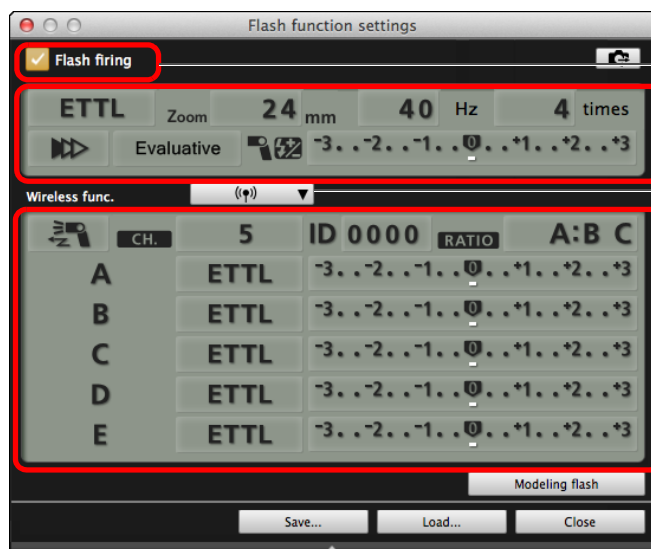 Flash function settings
Flash firing
ETTL Zoom 24 mm 40 Hz 4 times
Evaluative -3..-2..-1..0..+1..+2..+3
Wireless func.
CH. 5 ID 0000 RATIO A:B C
A ETTL -3..-2..-1..0..+1..+2..+3
B ETTL -3..-2..-1..0..+1..+2..+3
C ETTL -3..-2..-1..0..+1..+2..+3
D ETTL -3..-2..-1..0..+1..+2..+3
E ETTL -3..-2..-1..0..+1..+2..+3
Modeling flash
Save... Load... Close